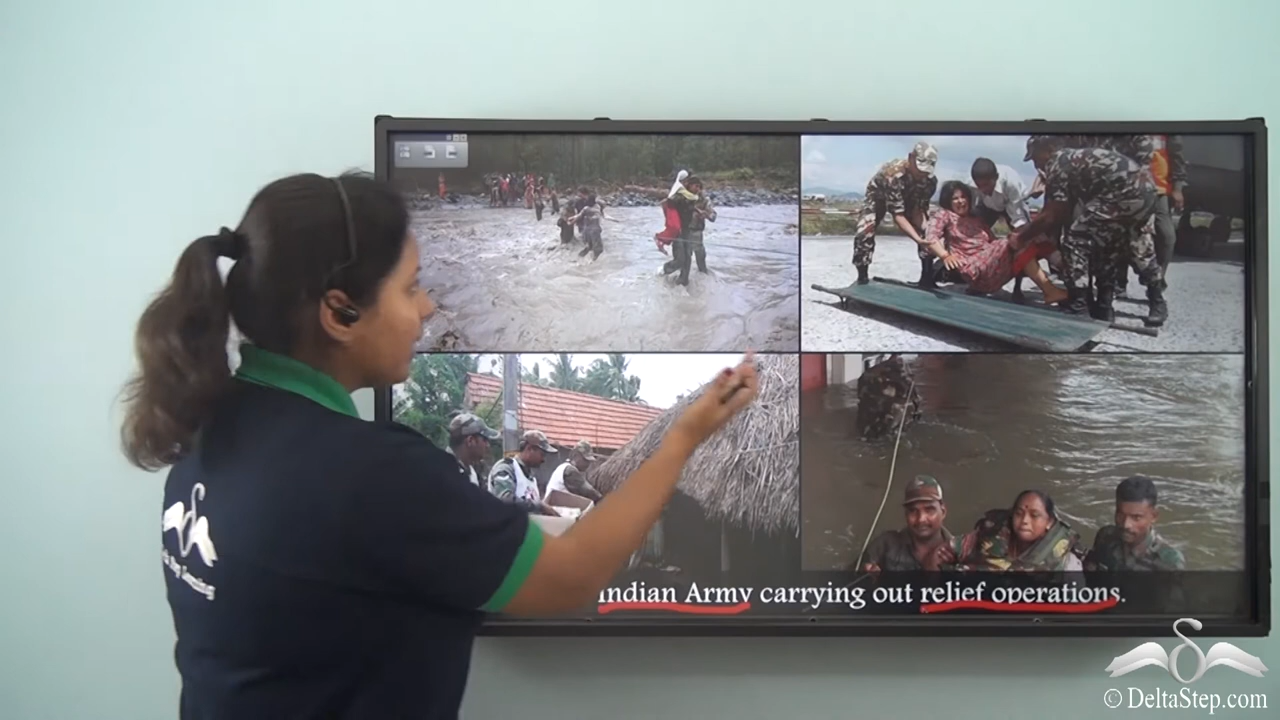 Indian Army carrying out relief operations.
© DeltaStep.com